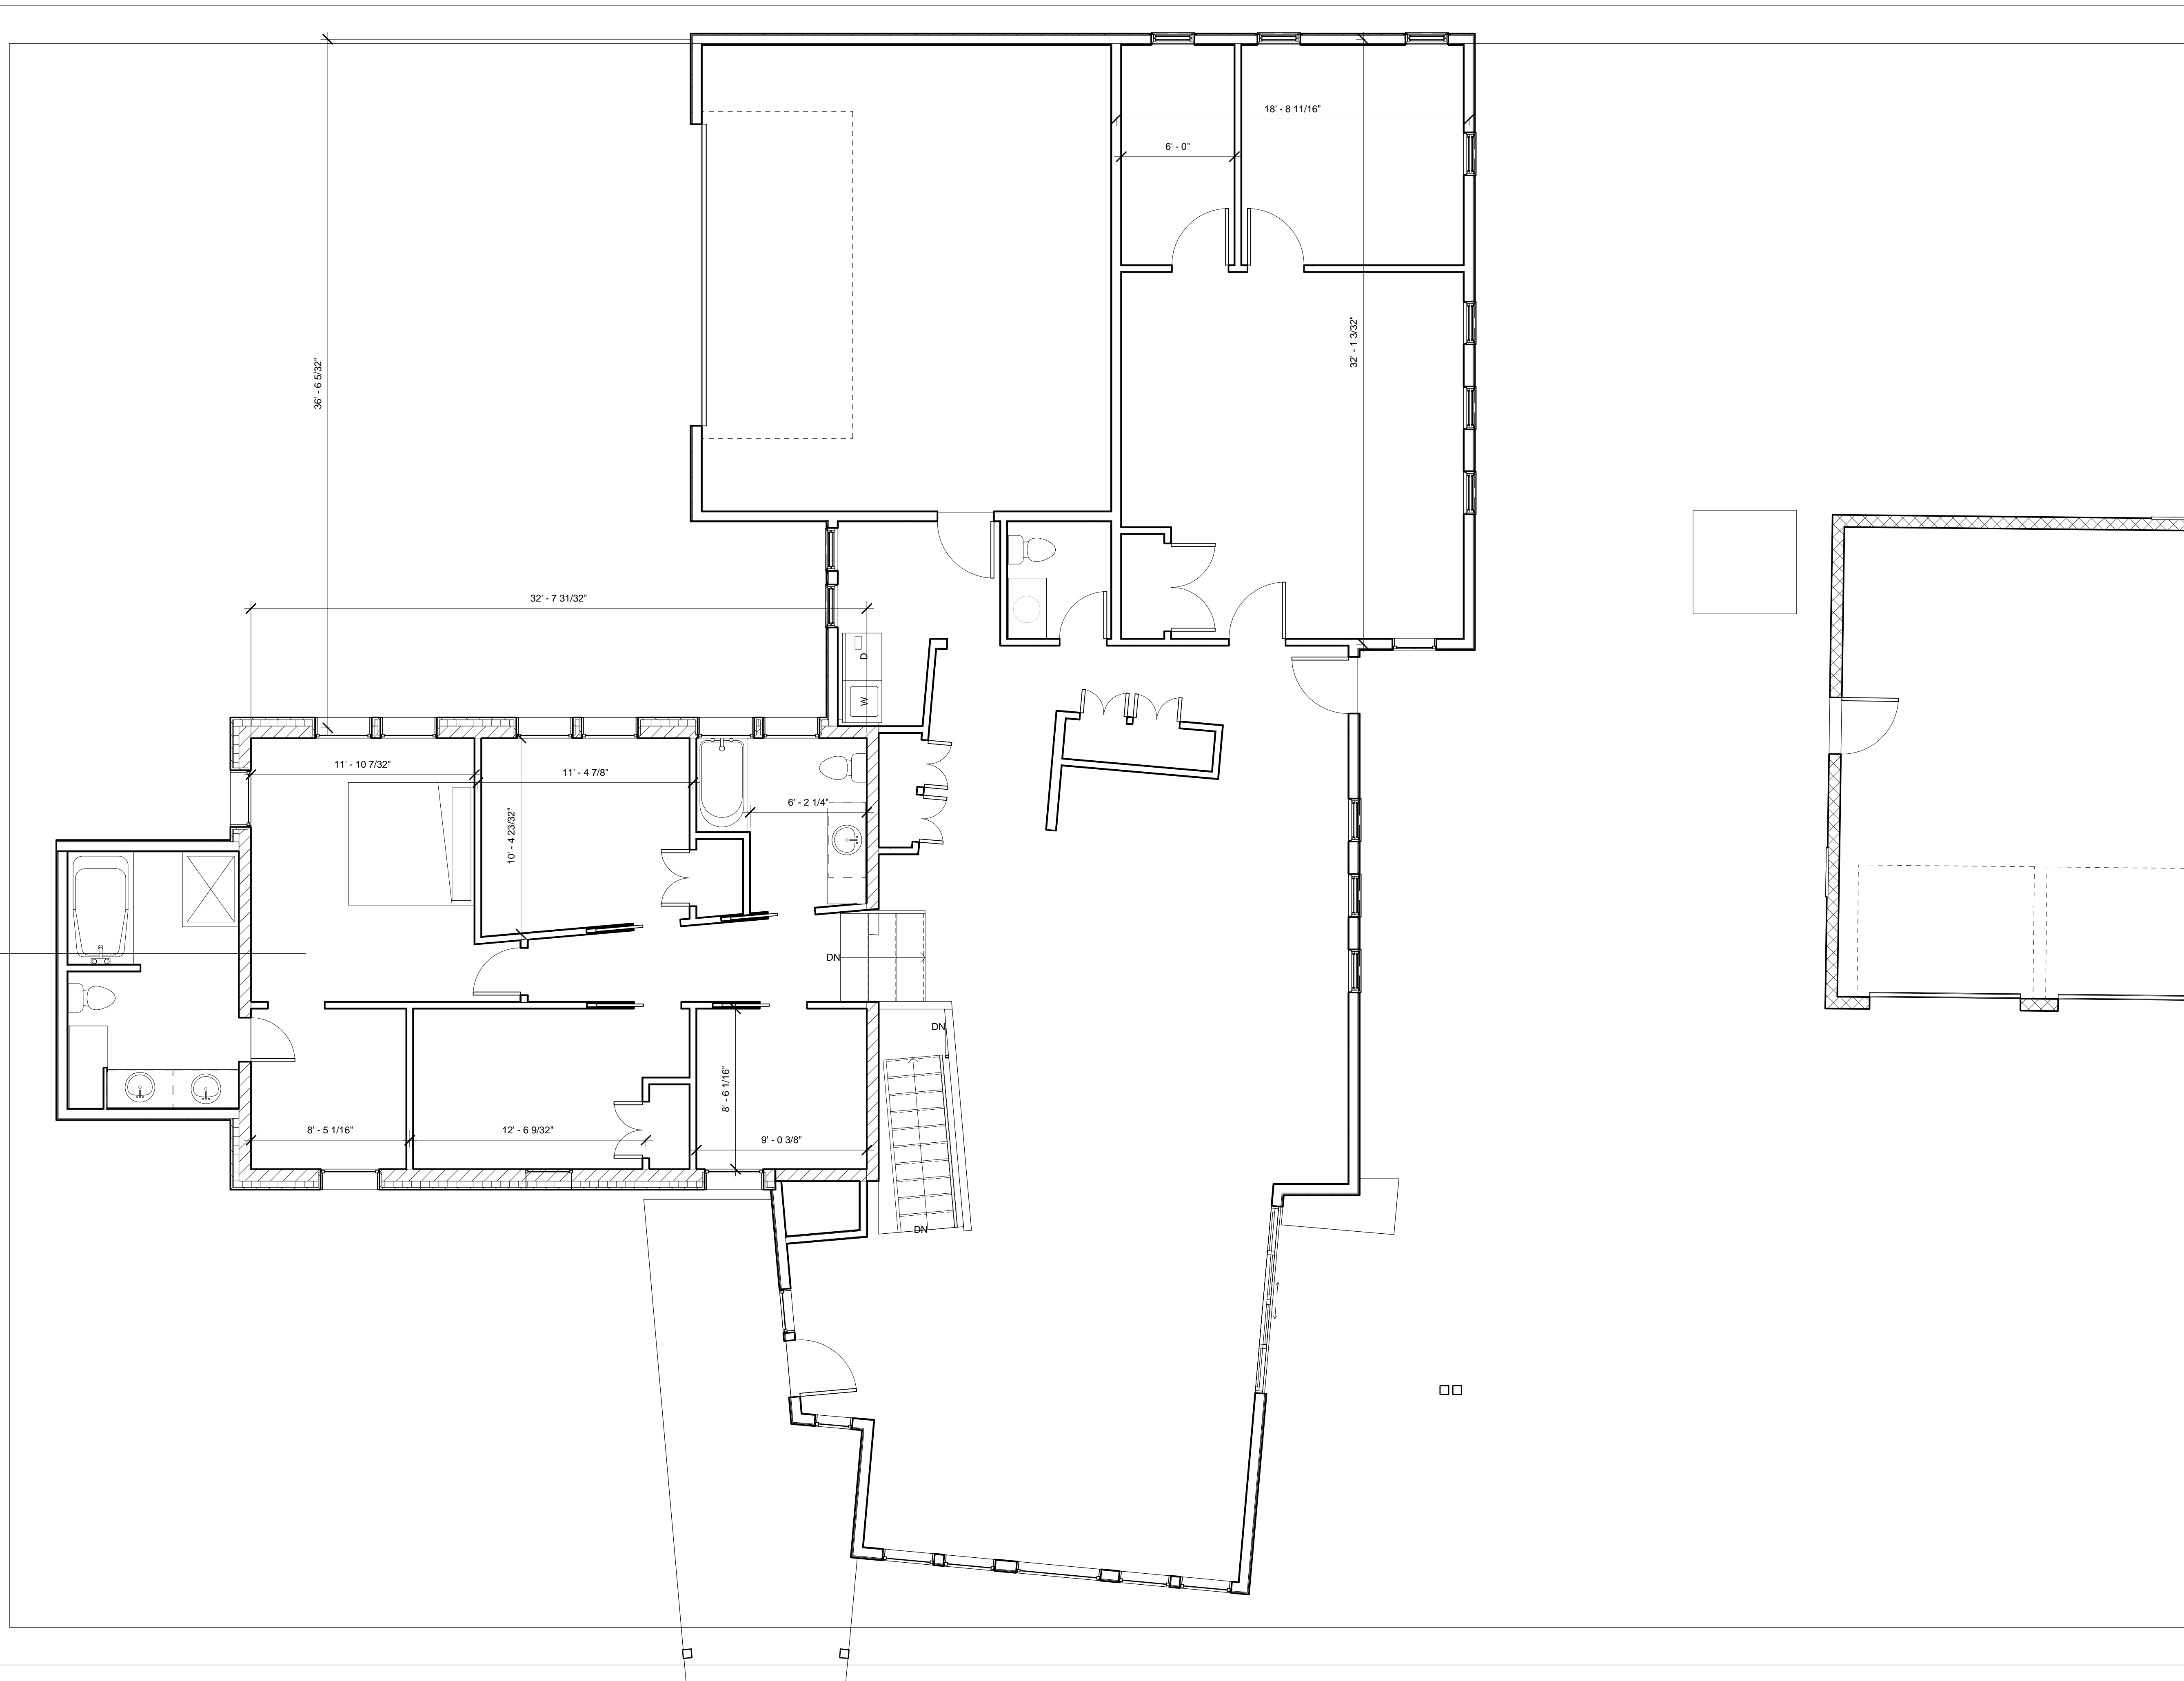 18' - 8 11/16"
6' - 0"
32' - 1 3/32"
36' - 6 5/32"
32' - 7 31/32"
D
W
11' - 10 7/32"
11' - 4 7/8"
6' - 2 1/4"
10' - 4 23/32"
DN
DN
8' - 6 1/16"
8' - 5 1/16"
12' - 6 9/32"
9' - 0 3/8"
DN